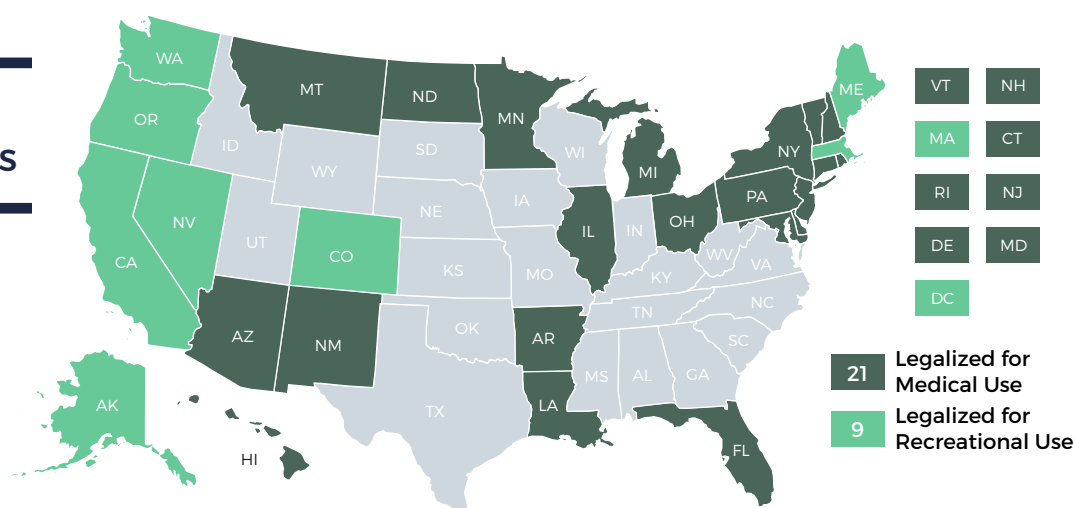 S
WA
OR
CA
NV
ID
MT
WY
UT
CO
AZ
NM
ND
SD
NE
KS
OK
TX
MN
IA
MO
AR
LA
WI
IL
MI
IN
OH
KY
TN
MS
AL
GA
FL
SC
NC
VA
WV
PA
NY
ME
AK
HI
VT NH
MA CT
RI NJ
DE MD
DC
21 Legalized for
Medical Use
9 Legalized for
Recreational Use